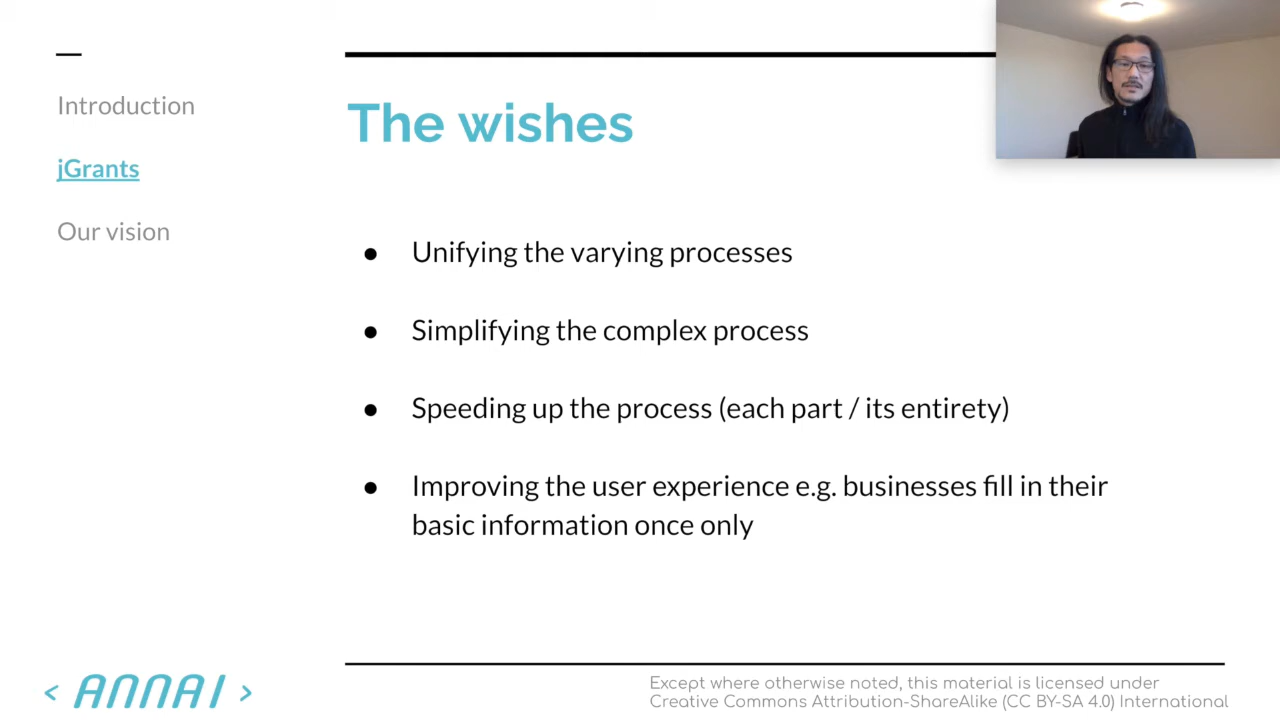 Introduction
jGrants
Our vision
The wishes
● Unifying the varying processes
● Simplifying the complex process
● Speeding up the process (each part / its entirety)
● Improving the user experience e.g. businesses fill in their
basic information once only
< ANNAI >
Except where otherwise noted, this material is licensed under
Creative Commons Attribution-ShareAlike (CC BY-SA 4.0) International